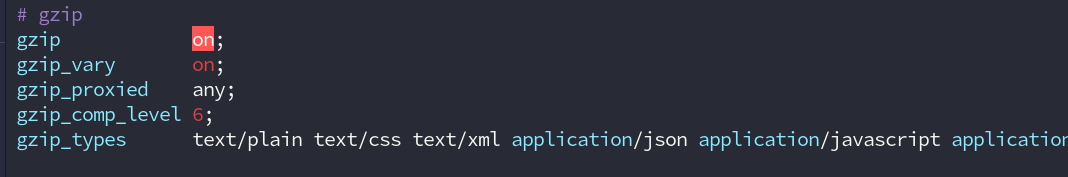 # gzip
gzip on;
gzip_vary on;
gzip_proxied any;
gzip_comp_level 6;
gzip_types text/plain text/css text/xml application/json application/javascript application